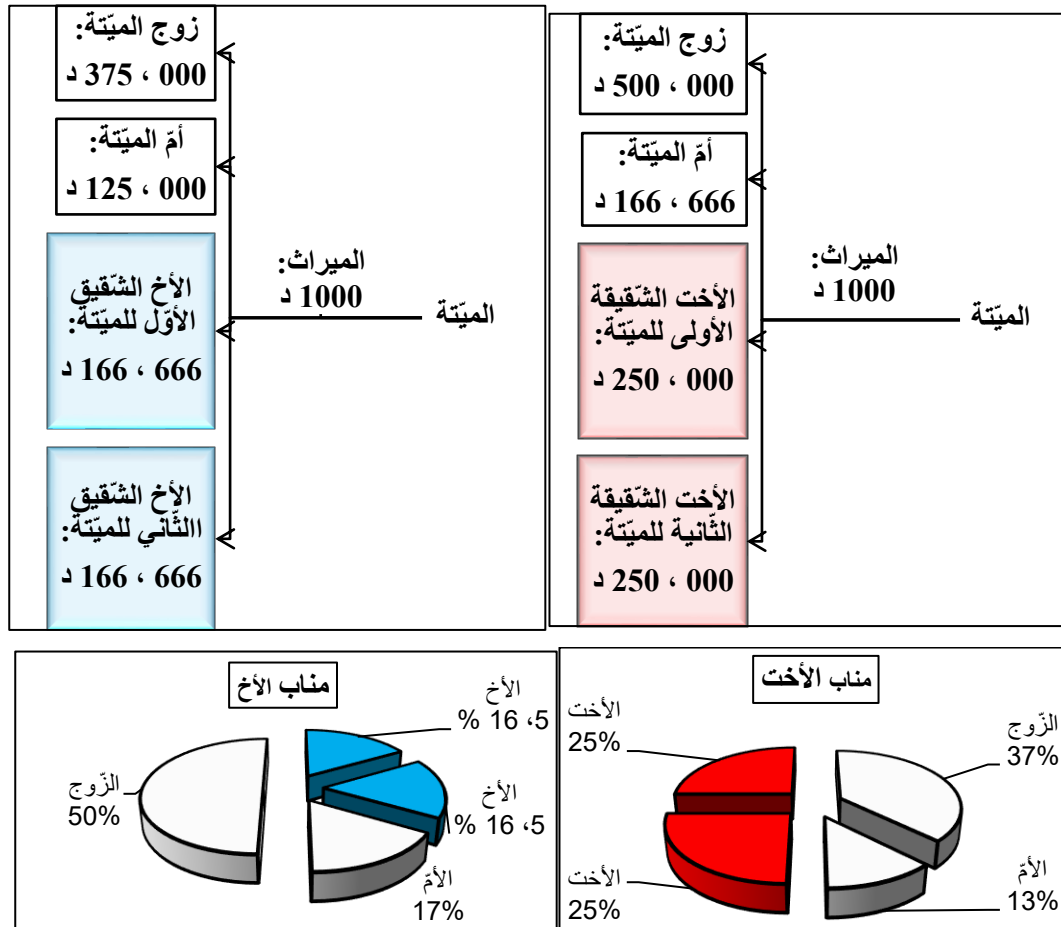 زوج الميّتة:
500 ، 000 د
أمّ الميّتة:
166 ، 666 د
الميراث:
1000 د
الميّتة
الأخت الشّقيقة
الأولى للميّتة:
250 ، 000 د
الأخت الشّقيقة
الثّانية للميّتة:
250 ، 000 د
زوج الميّتة:
375 ، 000 د
أمّ الميّتة:
125 ، 000 د
الميراث:
1000 د
الميّتة
الأخ الشّقيق
الأوّل للميّتة:
166 ، 666 د
الأخ الشّقيق
االثّاني للميّتة:
166 ، 666 د
مناب الأخت
الأخت
25%
الزّوج
37%
الأخت
25%
الأمّ
13%
مناب الأخ
الأخ
% 16 ،5
الزّوج
50%
الأخ
% 16 ،5
الأمّ
17%